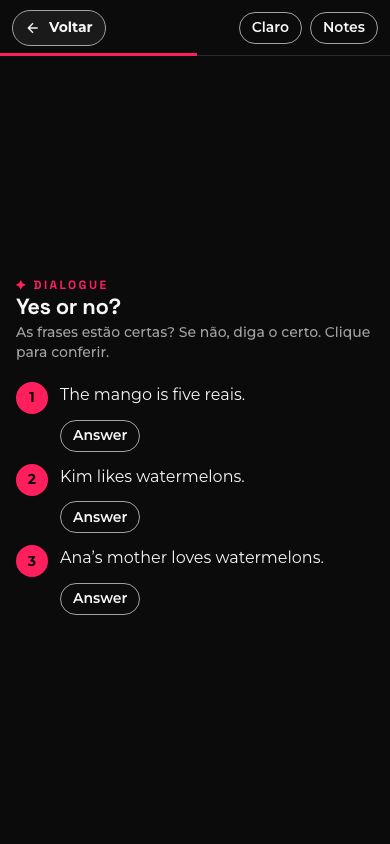 Voltar
Claro
Notes
DIALOGUE
Yes or no?
As frases estão certas? Se não, diga o certo. Clique
para conferir.
1 The mango is five reais.
Answer
2 Kim likes watermelons.
Answer
3 Ana's mother loves watermelons.
Answer